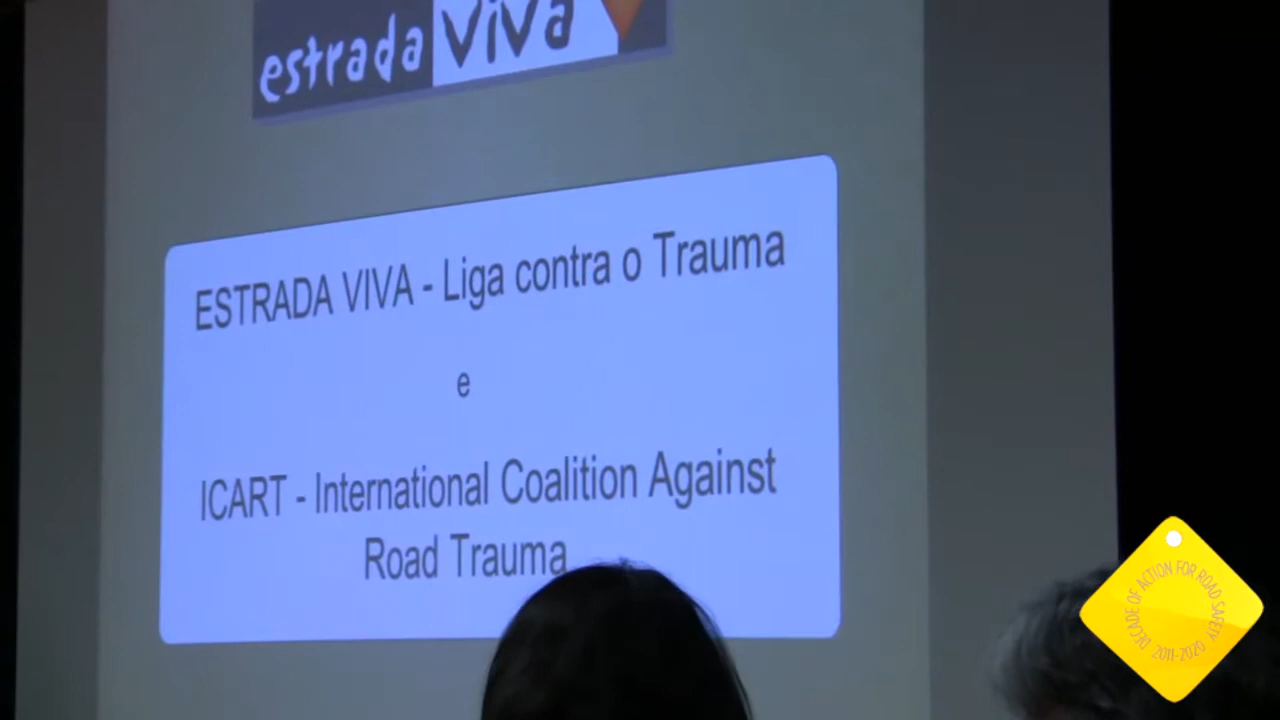 estrada viva
ESTRADA VIVA - Liga contra o Trauma
e
ICART - International Coalition Against
Road Trauma
DECADE OF ACTION FOR ROAD SAFETY
2011-2020